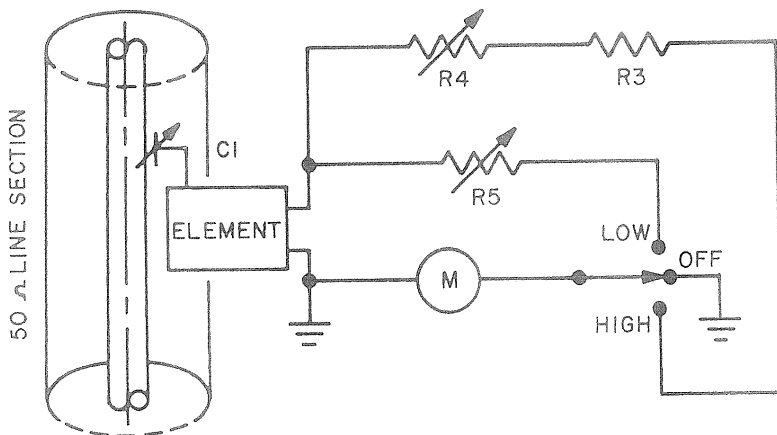 R4
R3
C1
R5
ELEMENT
LOW
OFF
M
HIGH
50 Ω LINE SECTION